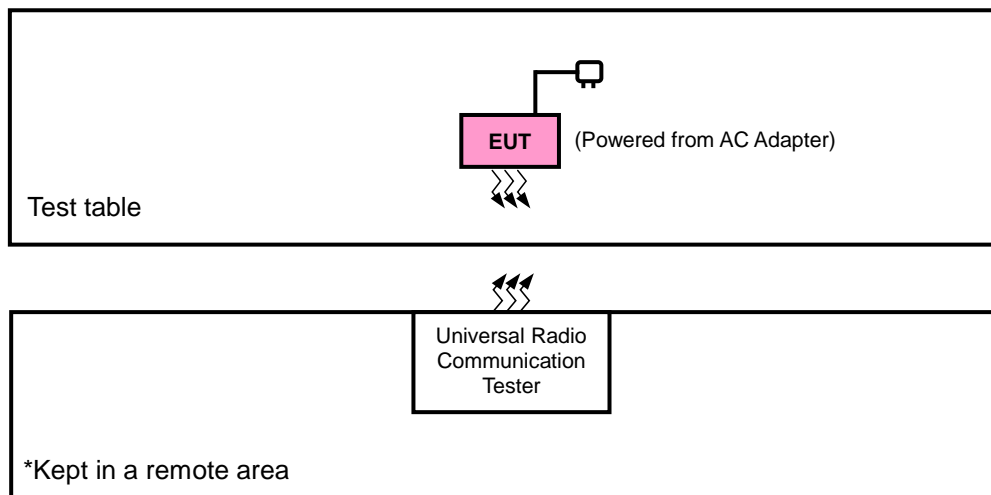 EUT
(Powered from AC Adapter)
Test table
Universal Radio
Communication
Tester
*Kept in a remote area